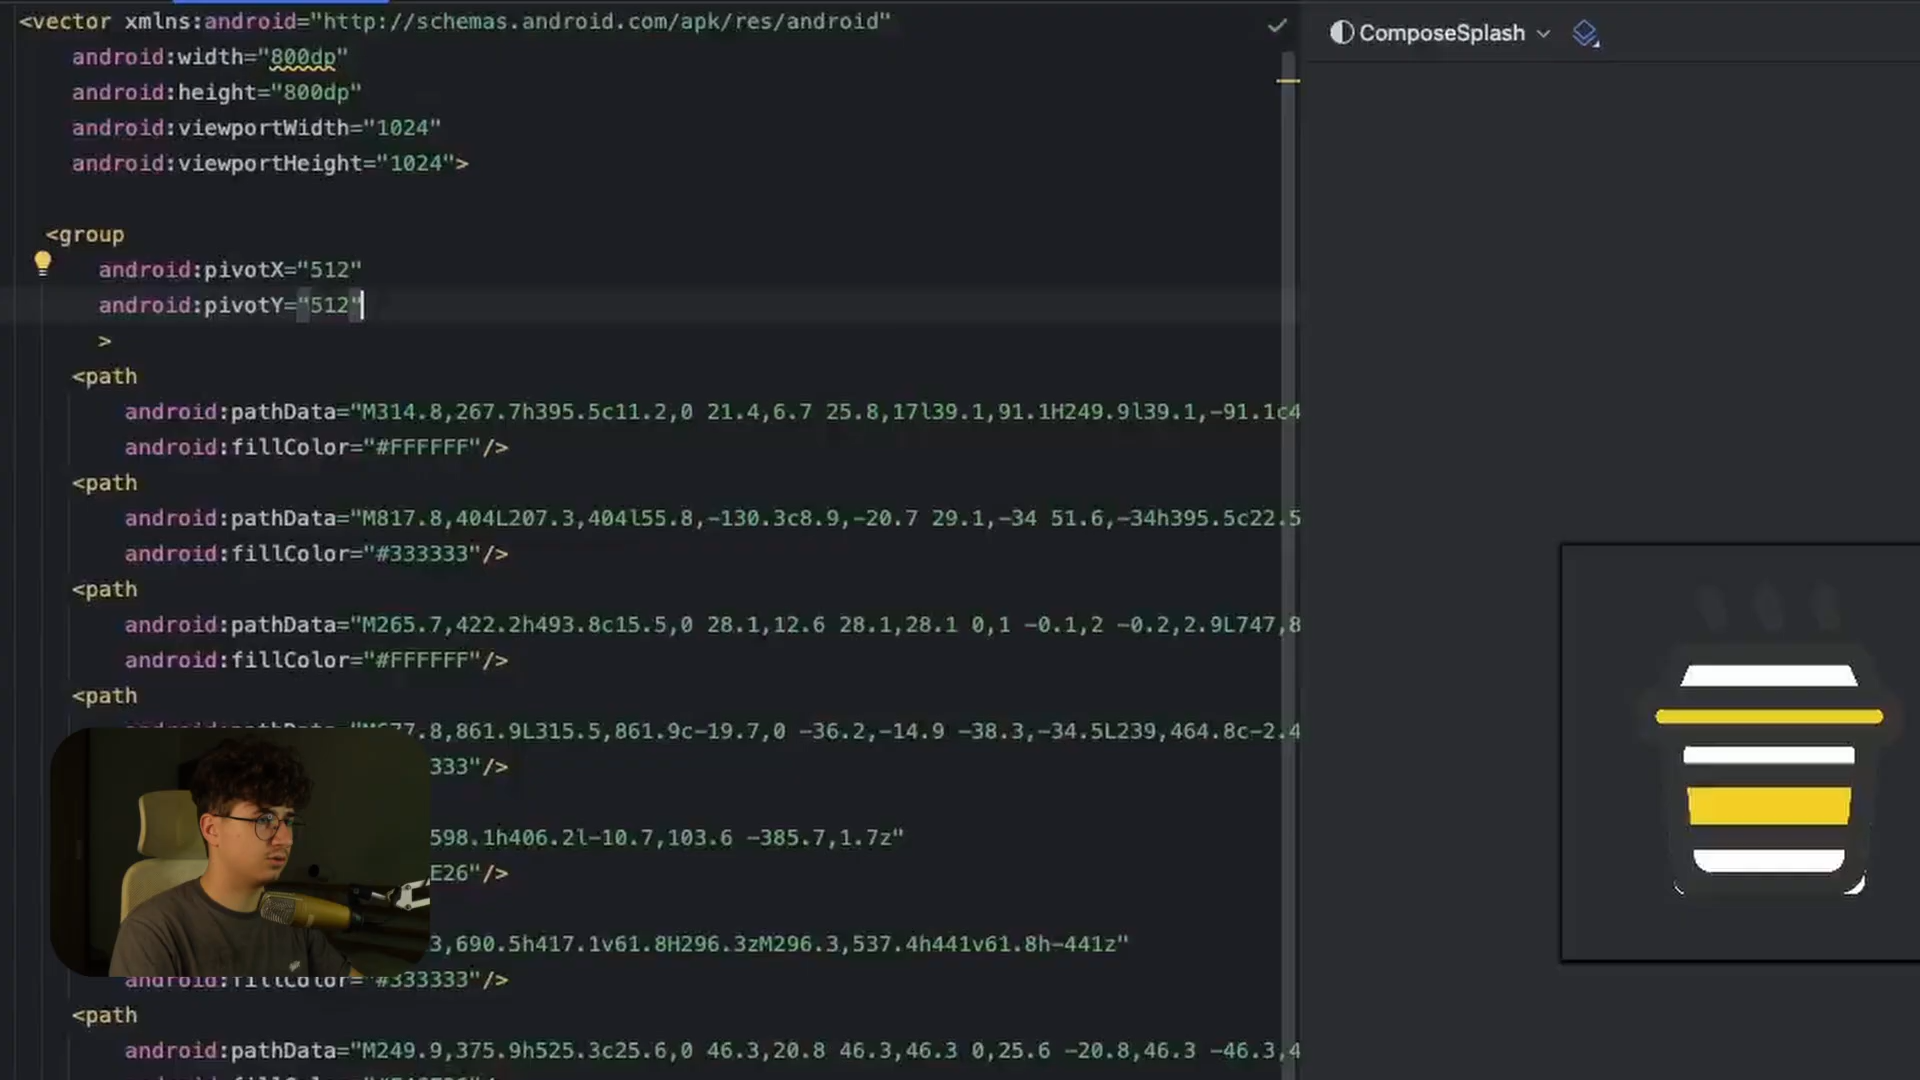 <vector xmlns:android="http://schemas.android.com/apk/res/android"
android:width="800dp"
android:height="800dp"
android:viewportWidth="1024"
android:viewportHeight="1024">
<group
android:pivotX="512"
android:pivotY="512"
>
<path
android:pathData="M314.8,267.7h395.5c11.2,0 21.4,6.7 25.8,17l39.1,91.1H249.9l39.1,-91.1c4
android:fillColor="#FFFFFF"/>
<path
android:pathData="M817.8,404L207.3,404l55.8,-130.3c8.9,-20.7 29.1,-34 51.6,-34h395.5c22.5
android:fillColor="#333333"/>
<path
android:pathData="M265.7,422.2h493.8c15.5,0 28.1,12.6 28.1,28.1 0,1 -0.1,2 -0.2,2.9L747,8
android:fillColor="#FFFFFF"/>
<path
android:pathData="M677.8,861.9L315.5,861.9c-19.7,0 -36.2,-14.9 -38.3,-34.5L239,464.8c-2.4
333"/>
598.1h406.2l-10.7,103.6 -385.7,1.7z"
E26"/>
3,690.5h417.1v61.8H296.3zM296.3,537.4h441v61.8h-441z"
android:fillColor="#333333"/>
<path
android:pathData="M249.9,375.9h525.3c25.6,0 46.3,20.8 46.3,46.3 0,25.6 -20.8,46.3 -46.3,4
ComposeSplash